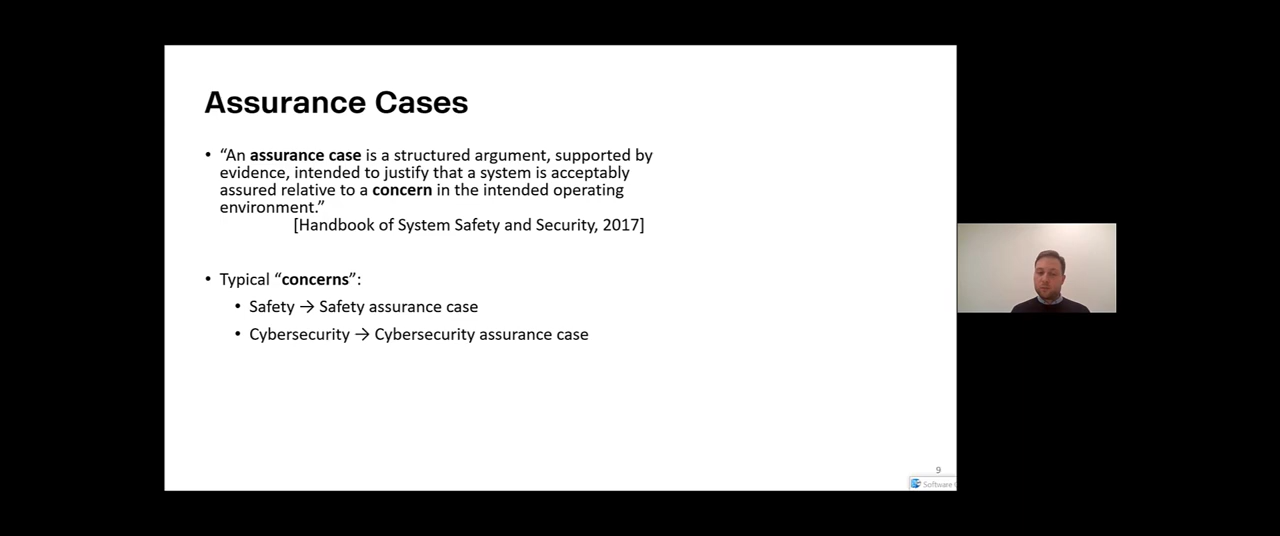 Assurance Cases
• “An assurance case is a structured argument, supported by
evidence, intended to justify that a system is acceptably
assured relative to a concern in the intended operating
environment.”
[Handbook of System Safety and Security, 2017]
• Typical “concerns”:
• Safety → Safety assurance case
• Cybersecurity → Cybersecurity assurance case
9
Software